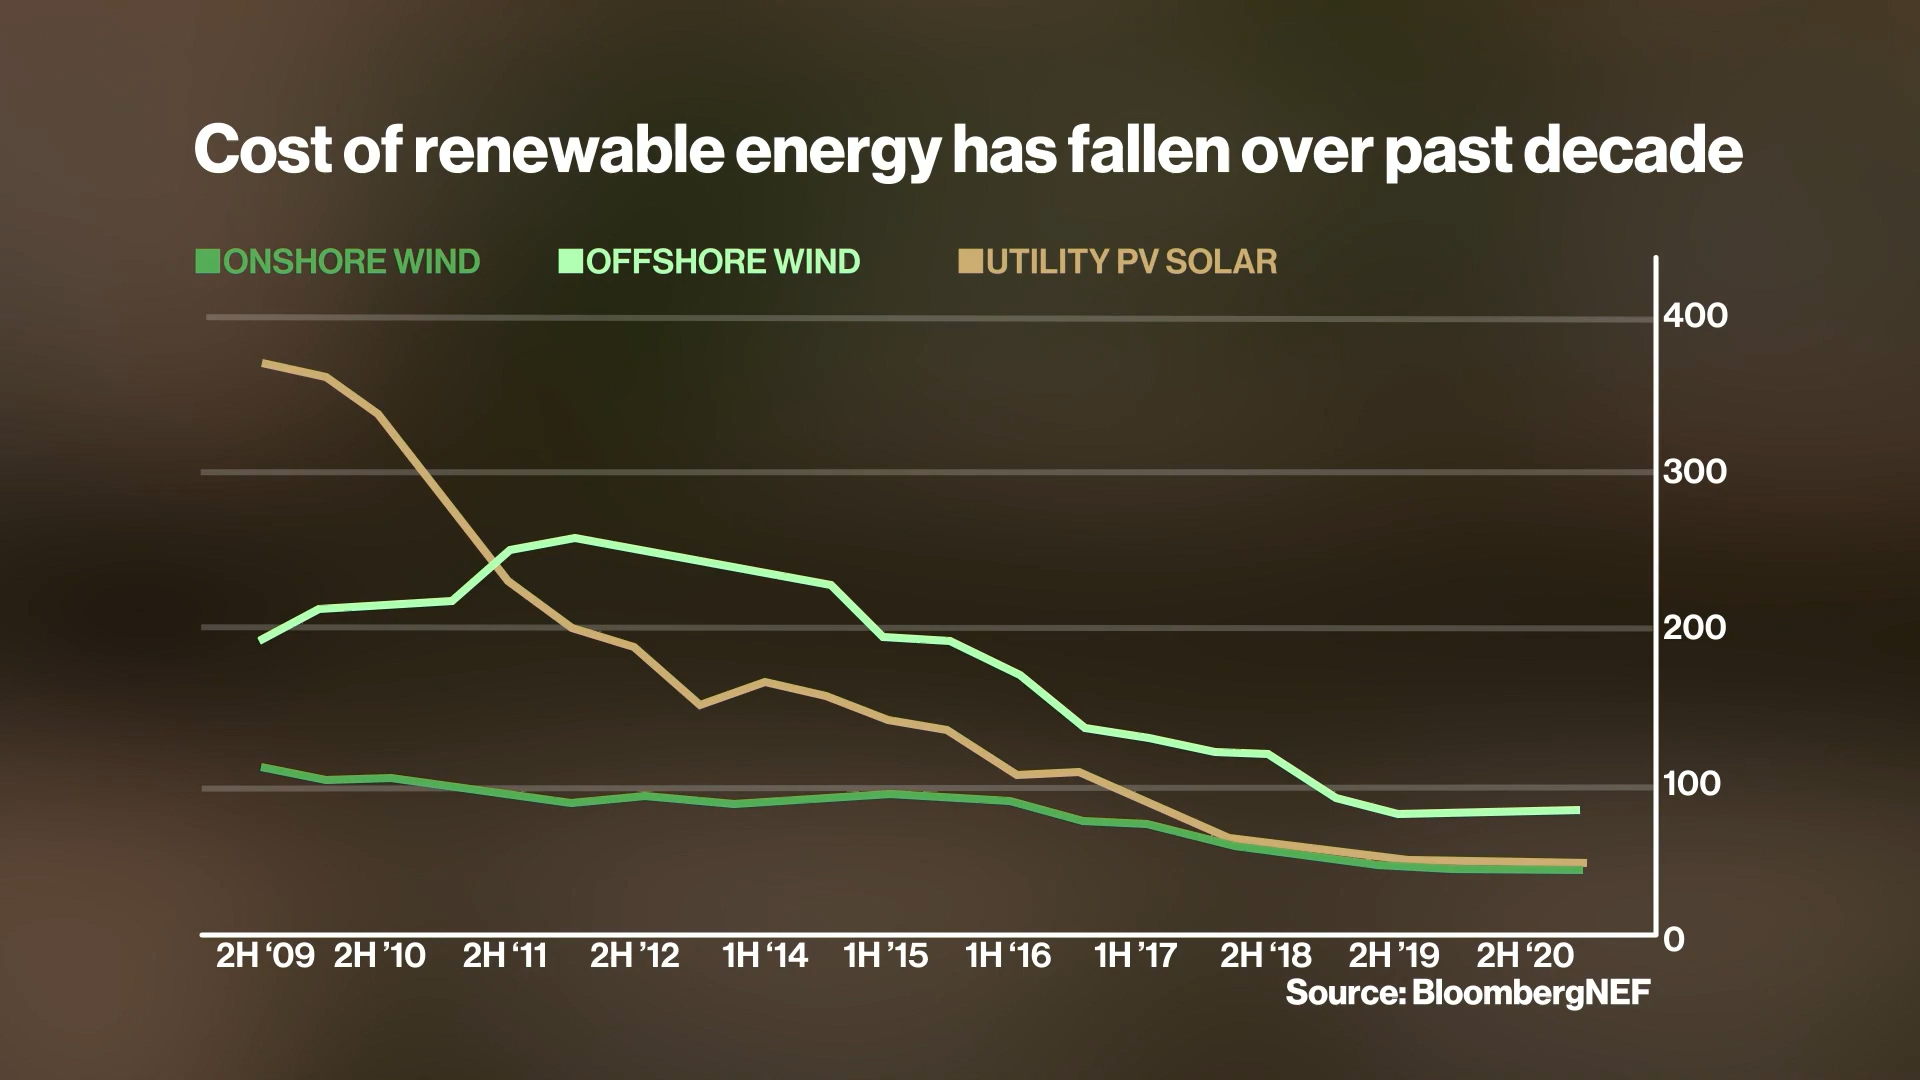 Cost of renewable energy has fallen over past decade
ONSHORE WIND OFFSHORE WIND UTILITY PV SOLAR
400
300
200
100
0
2H ‘09 2H ’10 2H ‘11 2H ’12 1H ‘14 1H ’15 1H ‘16 1H ’17 2H ‘18 2H ’19 2H ‘20
Source: BloombergNEF